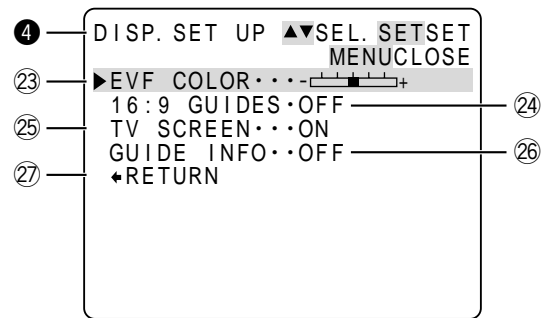 ❹ DISP. SET UP ▲▼SEL. SETSET
MENUCLOSE
㉓ ▶EVF COLOR・・・-+
16:9 GUIDES・OFF ㉔
㉕ TV SCREEN・・・ON
GUIDE INFO・・OFF ㉖
㉗ RETURN